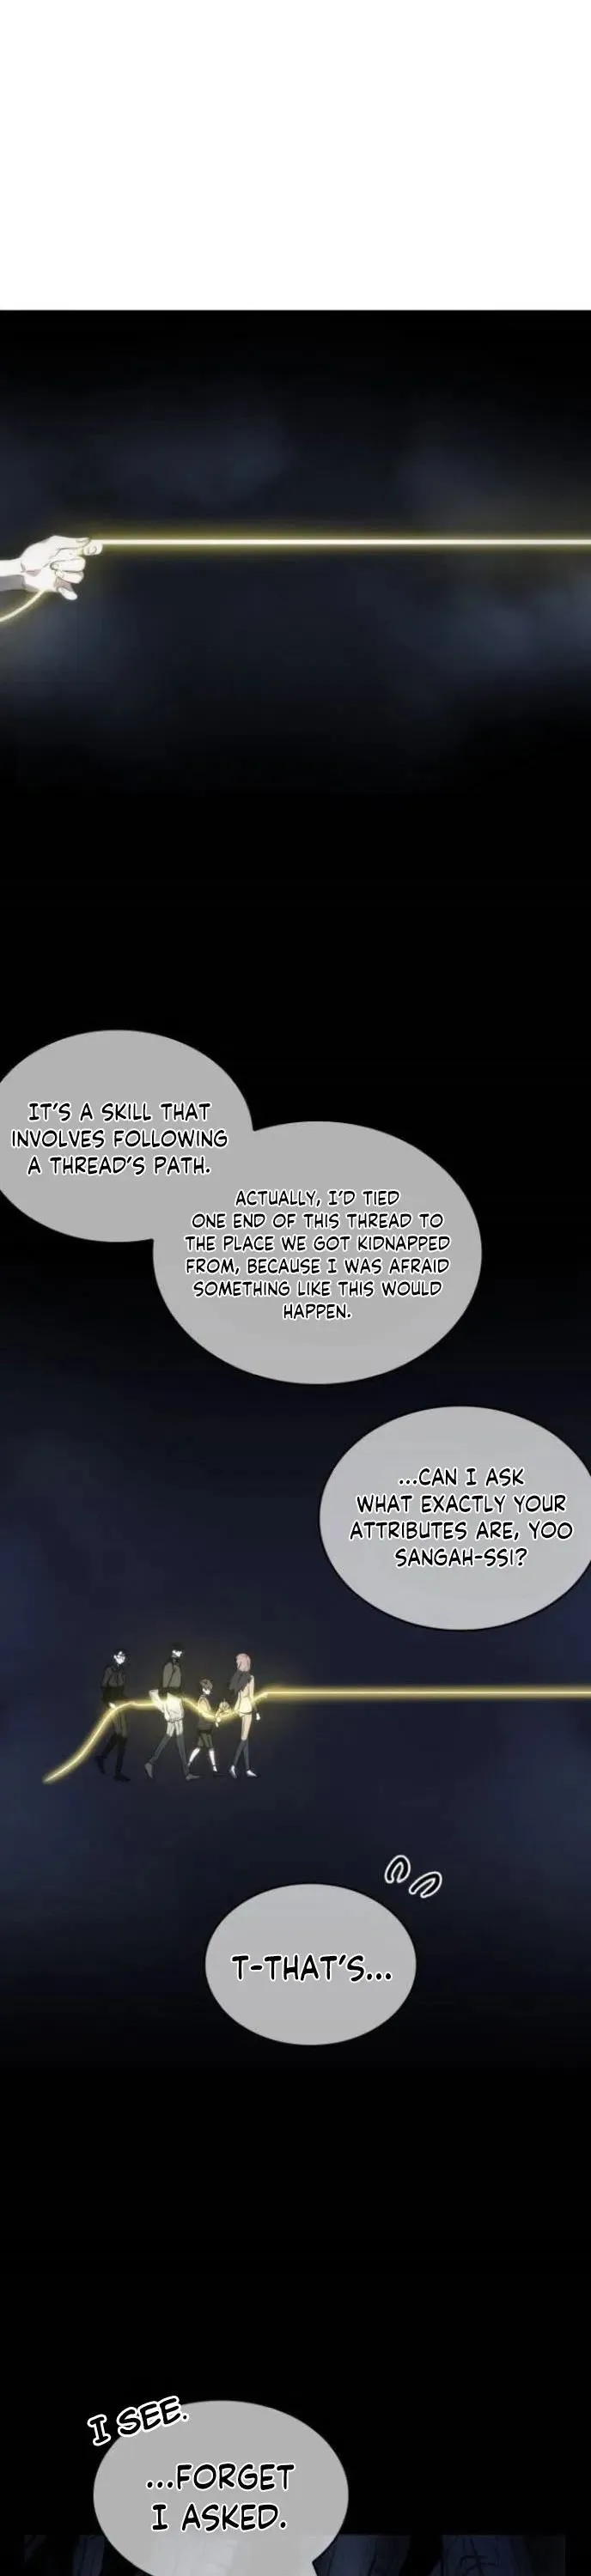 IT'S A SKILL THAT
INVOLVES FOLLOWING
A THREAD'S PATH.
ACTUALLY, I'D TIED
ONE END OF THIS THREAD TO
THE PLACE WE GOT KIDNAPPED
FROM, BECAUSE I WAS AFRAID
SOMETHING LIKE THIS WOULD
HAPPEN.
...CAN I ASK
WHAT EXACTLY YOUR
ATTRIBUTES ARE, YOO
SANGAH-SSI?
T-THAT'S...
I SEE.
...FORGET
I ASKED.